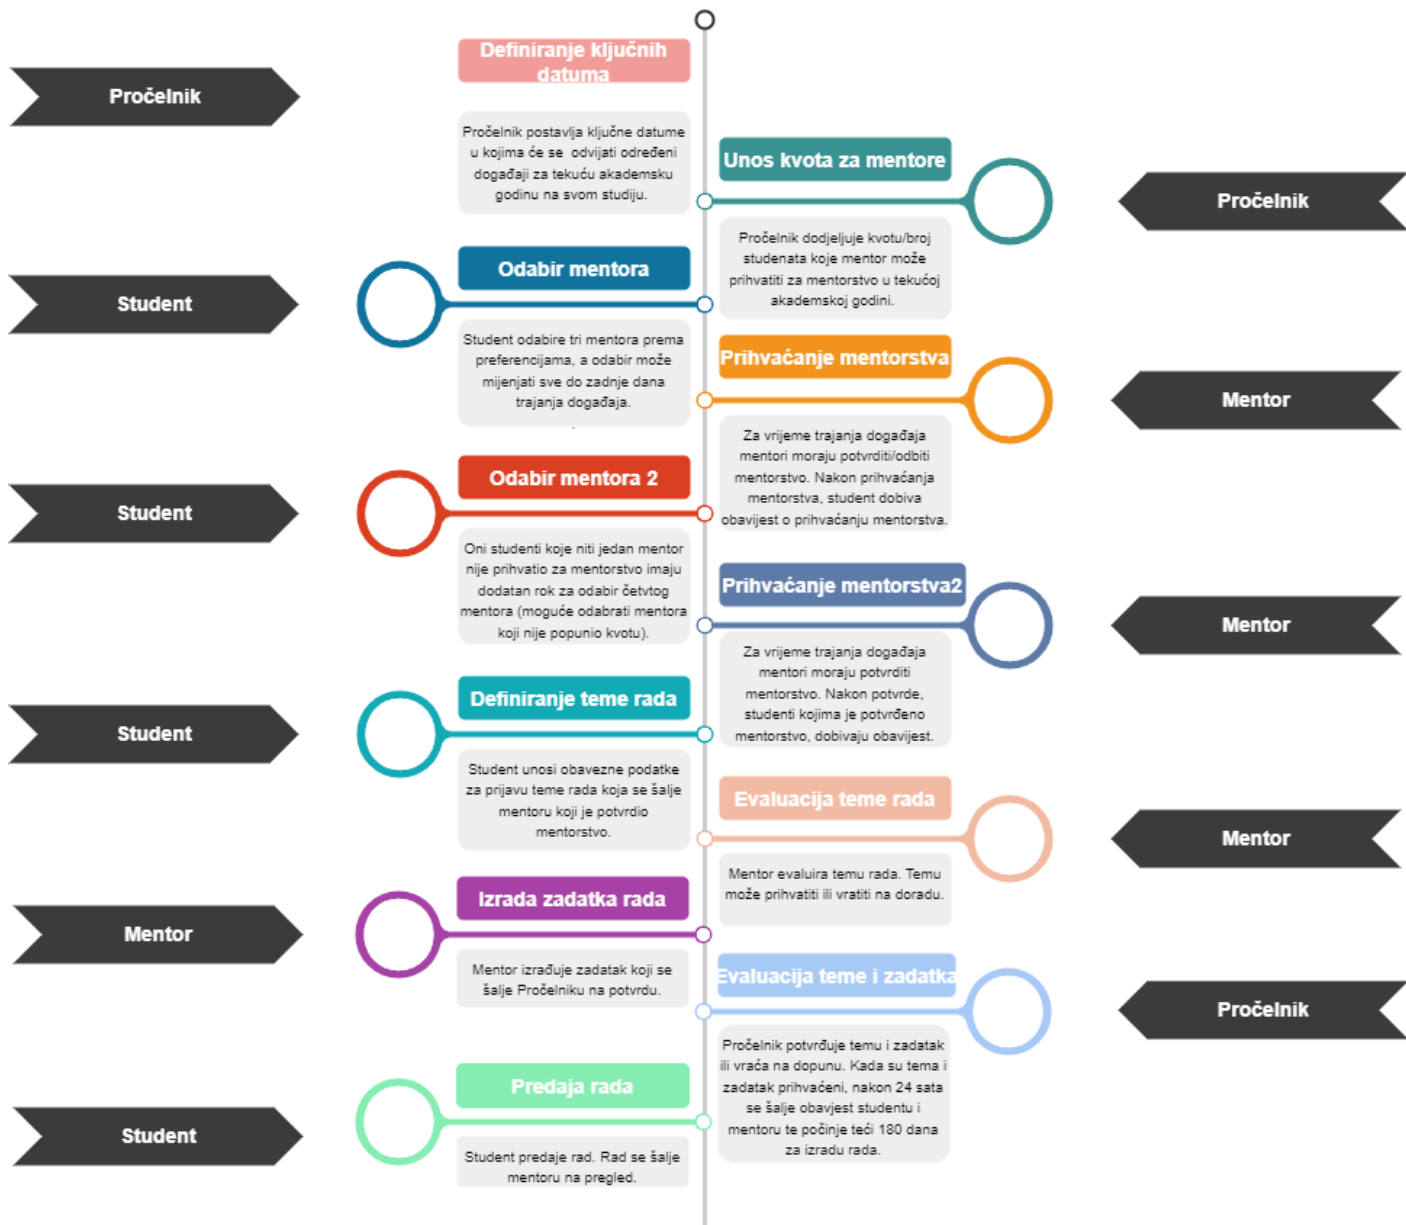 Definiranje ključnih
datuma
Pročelnik
Pročelnik postavlja ključne datume
u kojima će se odvijati određeni
događaji za tekuću akademsku
godinu na svom studiju.
Unos kvota za mentore
Pročelnik
Pročelnik dodjeljuje kvotu/broj
studenata koje mentor može
prihvatiti za mentorstvo u tekućoj
akademskoj godini.
Odabir mentora
Student
Student odabire tri mentora prema
preferencijama, a odabir može
mijenjati sve do zadnje dana
trajanja događaja.
.
Prihvaćanje mentorstva
Mentor
Za vrijeme trajanja događaja
mentori moraju potvrditi/odbiti
mentorstvo. Nakon prihvaćanja
mentorstva, student dobiva
obavijest o prihvaćanju mentorstva.
Odabir mentora 2
Student
Oni studenti koje niti jedan mentor
nije prihvatio za mentorstvo imaju
dodatan rok za odabir četvtog
mentora (moguće odabrati mentora
koji nije popunio kvotu).
Prihvaćanje mentorstva2
Mentor
Za vrijeme trajanja događaja
mentori moraju potvrditi
mentorstvo. Nakon potvrde,
studenti kojima je potvrđeno
mentorstvo, dobivaju obavijest.
Definiranje teme rada
Student
Student unosi obavezne podatke
za prijavu teme rada koja se šalje
mentoru koji je potvrdio
mentorstvo.
Evaluacija teme rada
Mentor
Mentor evaluira temu rada. Temu
može prihvatiti ili vratiti na doradu.
Izrada zadatka rada
Mentor
Mentor izrađuje zadatak koji se
šalje Pročelniku na potvrdu.
Evaluacija teme i zadatka
Pročelnik
Pročelnik potvrđuje temu i zadatak
ili vraća na dopunu. Kada su tema i
zadatak prihvaćeni, nakon 24 sata
se šalje obavjest studentu i
mentoru te počinje teći 180 dana
za izradu rada.
Predaja rada
Student
Student predaje rad. Rad se šalje
mentoru na pregled.